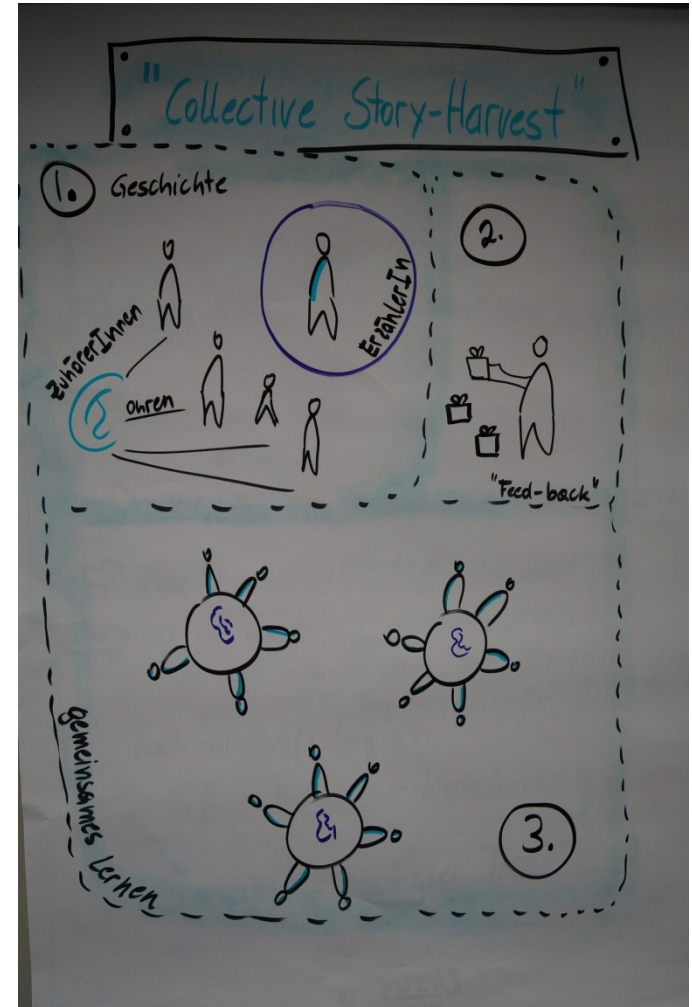 "Collective Story-Harvest"
1. Geschichte
ErzählerIn
ZuhörerInnen
Ohren
2.
"Feed-back"
gemeinsames Lernen
3.